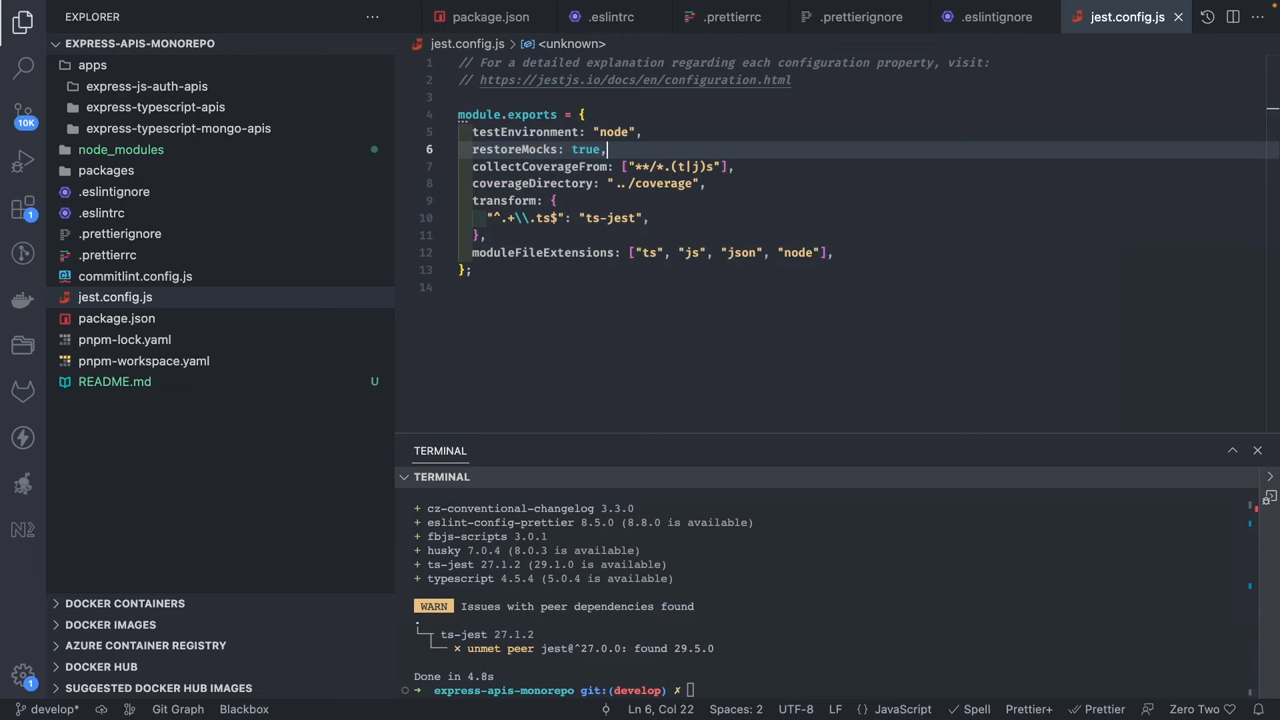 EXPLORER
EXPRESS-APIS-MONOREPO
apps
express-js-auth-apis
express-typescript-apis
express-typescript-mongo-apis
node_modules
packages
.eslintignore
.eslintrc
.prettierignore
.prettierrc
commitlint.config.js
jest.config.js
package.json
pnpm-lock.yaml
pnpm-workspace.yaml
README.md U
DOCKER CONTAINERS
DOCKER IMAGES
AZURE CONTAINER REGISTRY
DOCKER HUB
SUGGESTED DOCKER HUB IMAGES
10K
1
1
package.json .eslintrc .prettierrc .prettierignore .eslintignore jest.config.js
jest.config.js > <unknown>
1 // For a detailed explanation regarding each configuration property, visit:
2 // https://jestjs.io/docs/en/configuration.html
3
4 module.exports = {
5 testEnvironment: "node",
6 restoreMocks: true,
7 collectCoverageFrom: ["**/*.(t|j)s"],
8 coverageDirectory: "../coverage",
9 transform: {
10 "^.+\\.ts$": "ts-jest",
11 },
12 moduleFileExtensions: ["ts", "js", "json", "node"],
13 };
14
TERMINAL
TERMINAL
+ cz-conventional-changelog 3.3.0
+ eslint-config-prettier 8.5.0 (8.8.0 is available)
+ fbjs-scripts 3.0.1
+ husky 7.0.4 (8.0.3 is available)
+ ts-jest 27.1.2 (29.1.0 is available)
+ typescript 4.5.4 (5.0.4 is available)
WARN Issues with peer dependencies found
.
└─┬ ts-jest 27.1.2
└── ✕ unmet peer jest@^27.0.0: found 29.5.0
Done in 4.8s
➜ express-apis-monorepo git:(develop) ✗
develop* Git Graph Blackbox Ln 6, Col 22 Spaces: 2 UTF-8 LF JavaScript Spell Prettier+ Prettier Zero Two